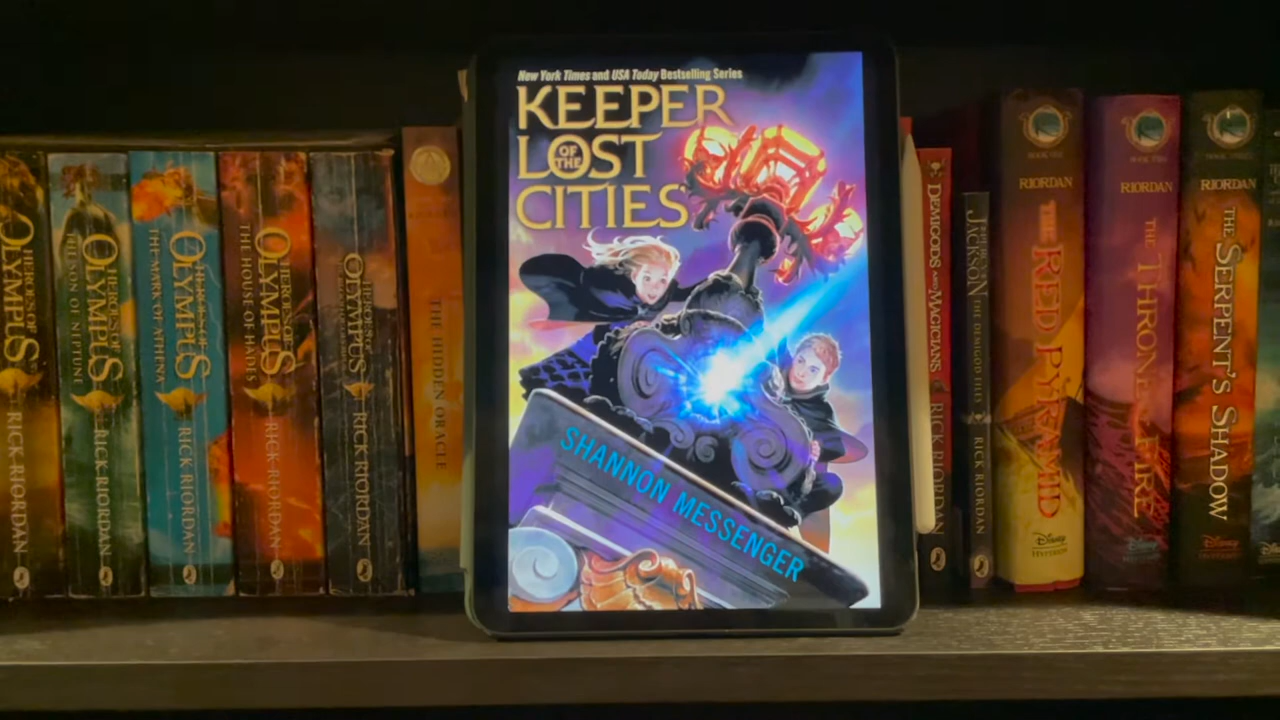 HEROES OF
OLYMPUS
RICK RIORDAN
HEROES OF
OLYMPUS
THE SON OF NEPTUNE
RICK RIORDAN
HEROES OF
OLYMPUS
THE MARK OF ATHENA
RICK RIORDAN
HEROES OF
OLYMPUS
THE HOUSE OF HADES
RICK RIORDAN
HEROES OF
OLYMPUS
RICK RIORDAN
THE HIDDEN ORACLE
New York Times and USA Today Bestselling Series
KEEPER
OF THE
LOST
CITIES
SHANNON MESSENGER
DEMIGODS AND MAGICIANS
RICK RIORDAN
PERCY JACKSON
THE DEMIGOD FILES
RICK RIORDAN
RIORDAN
THE RED PYRAMID
Disney
HYPERION
RIORDAN
THE THRONE OF FIRE
Disney
RIORDAN
THE SERPENT'S SHADOW
Disney
HYPERION